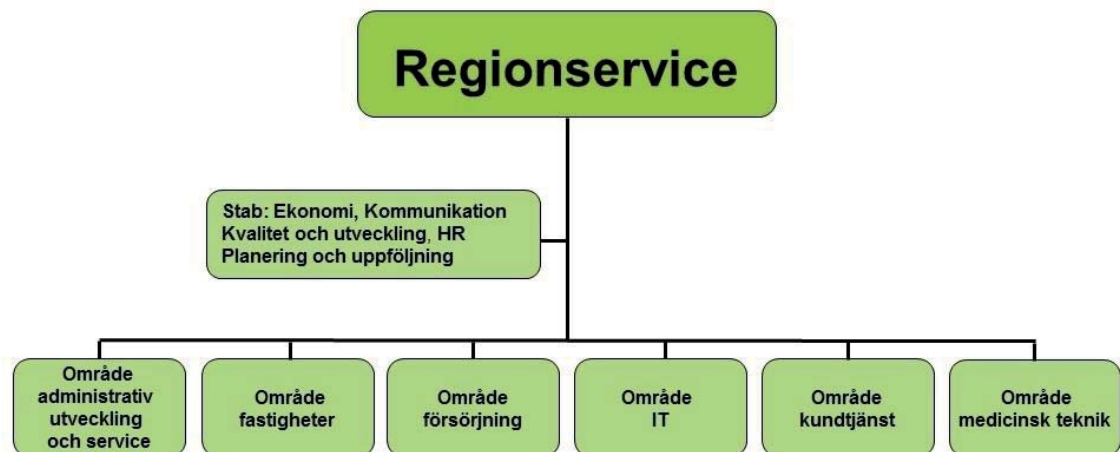 Regionservice
Stab: Ekonomi, Kommunikation
Kvalitet och utveckling, HR
Planering och uppföljning
Område
administrativ
utveckling
och service
Område
fastigheter
Område
försörjning
Område
IT
Område
kundtjänst
Område
medicinsk teknik